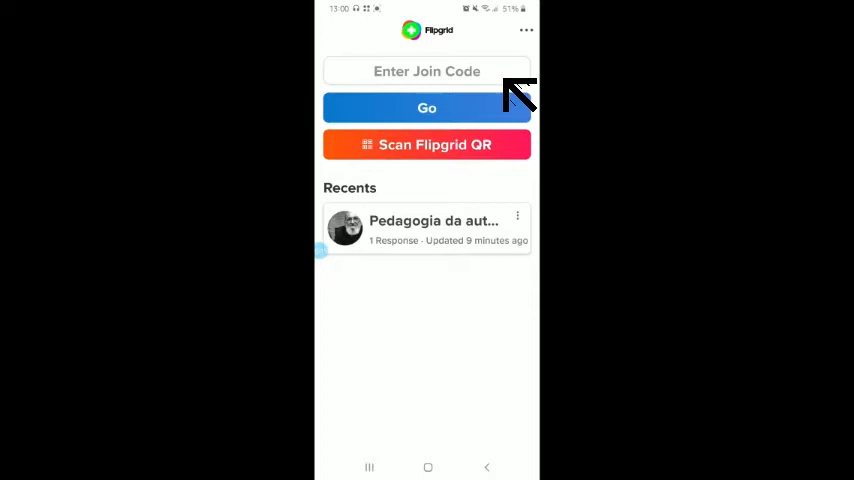 13:00 51%
Flipgrid
Enter Join Code
Go
Scan Flipgrid QR
Recents
Pedagogia da aut...
1 Response · Updated 9 minutes ago